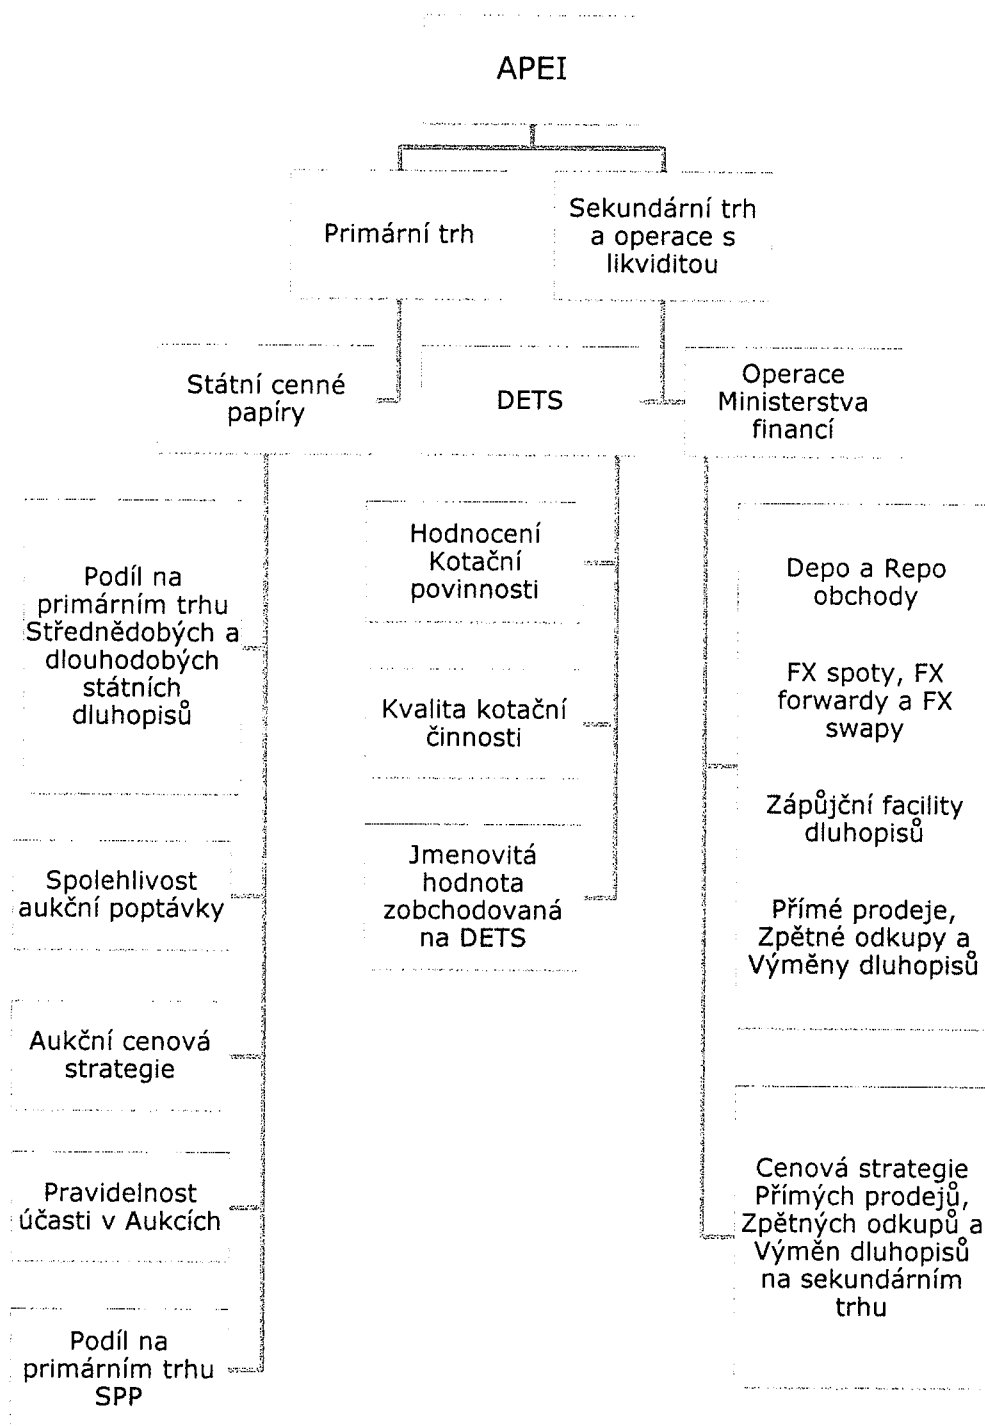 APEI
Primární trh
Sekundární trh
a operace s
likviditou
Státní cenné
papíry
DETS
Operace
Ministerstva
financí
Podíl na
primárním trhu
Střednědobých a
dlouhodobých
státních
dluhopisů
Spolehlivost
aukční poptávky
Aukční cenová
strategie
Pravidelnost
účasti v Aukcích
Podíl na
primárním trhu
SPP
Hodnocení
Kotační
povinnosti
Kvalita kotační
činnosti
Jmenovitá
hodnota
zobchodovaná
na DETS
Depo a Repo
obchody
FX spoty, FX
forwardy a FX
swapy
Zápůjční facility
dluhopisů
Přímé prodeje,
Zpětné odkupy a
Výměny dluhopisů
Cenová strategie
Přímých prodejů,
Zpětných odkupů a
Výměn dluhopisů
na sekundárním
trhu